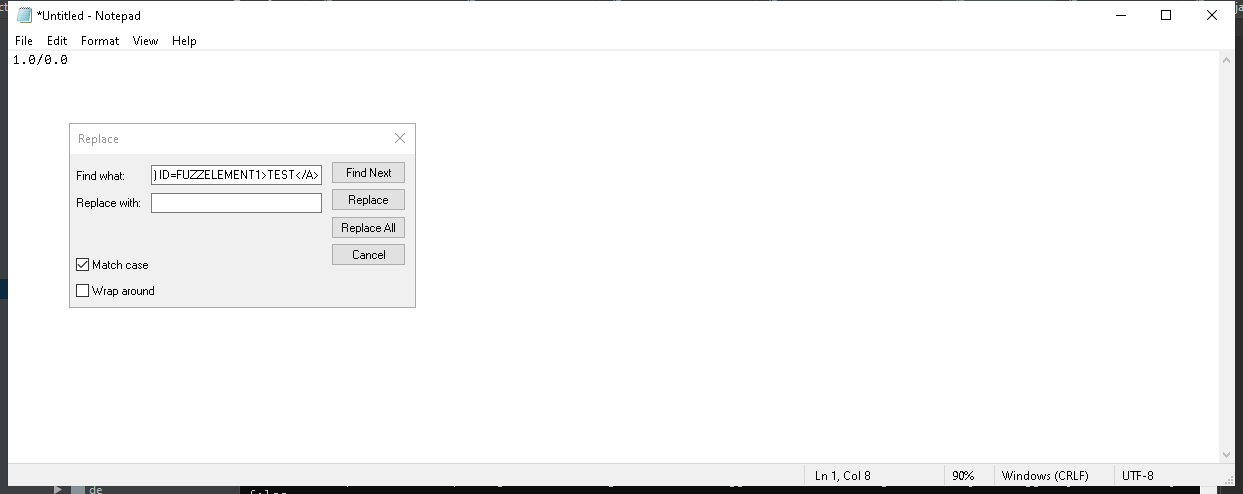 *Untitled - Notepad
File Edit Format View Help
1.0/0.0
Replace
Find what: )ID=FUZZELEMENT1>TEST</A> Find Next
Replace with: Replace
Replace All
Cancel
Match case
Wrap around
Ln 1, Col 8 90% Windows (CRLF) UTF-8
de